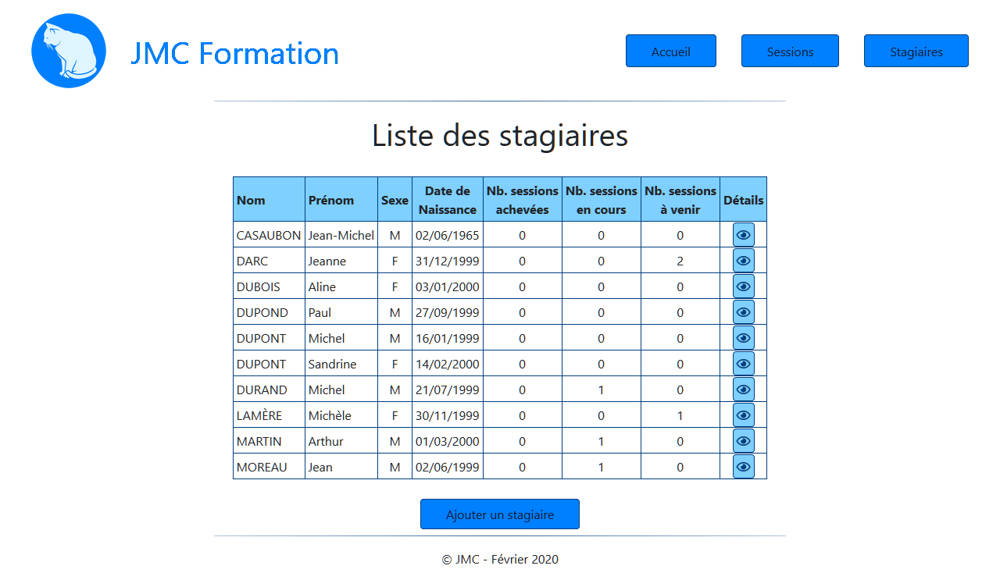 JMC Formation
Accueil Sessions Stagiaires
Liste des stagiaires
Nom Prénom Sexe Date de Naissance Nb. sessions achevées Nb. sessions en cours Nb. sessions à venir Détails
CASAUBON Jean-Michel M 02/06/1965 0 0 0
DARC Jeanne F 31/12/1999 0 0 2
DUBOIS Aline F 03/01/2000 0 0 0
DUPOND Paul M 27/09/1999 0 0 0
DUPONT Michel M 16/01/1999 0 0 0
DUPONT Sandrine F 14/02/2000 0 0 0
DURAND Michel M 21/07/1999 0 1 0
LAMÈRE Michèle F 30/11/1999 0 0 1
MARTIN Arthur M 01/03/2000 0 1 0
MOREAU Jean M 02/06/1999 0 1 0
Ajouter un stagiaire
© JMC - Février 2020